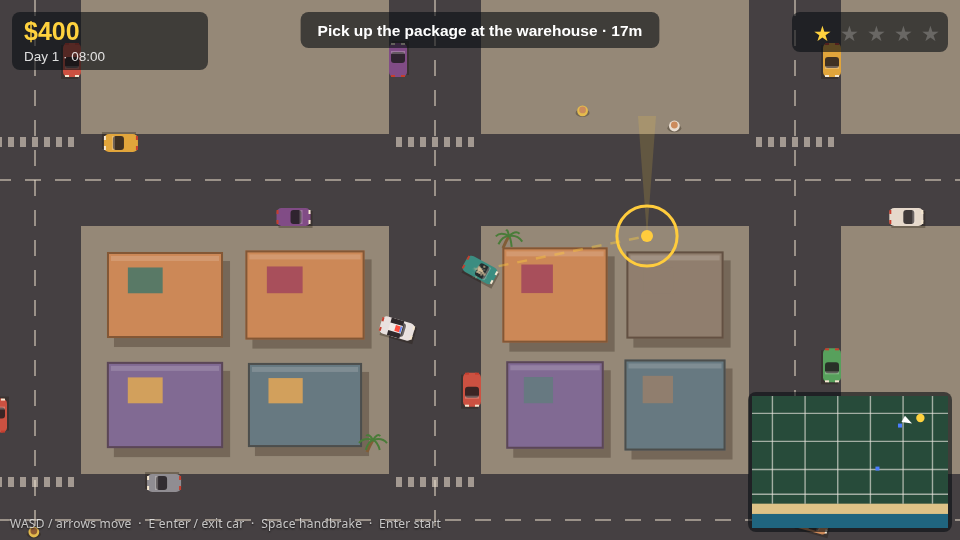 $400
Day 1 · 08:00
Pick up the package at the warehouse · 17m
WASD / arrows move · E enter / exit car · Space handbrake · Enter start